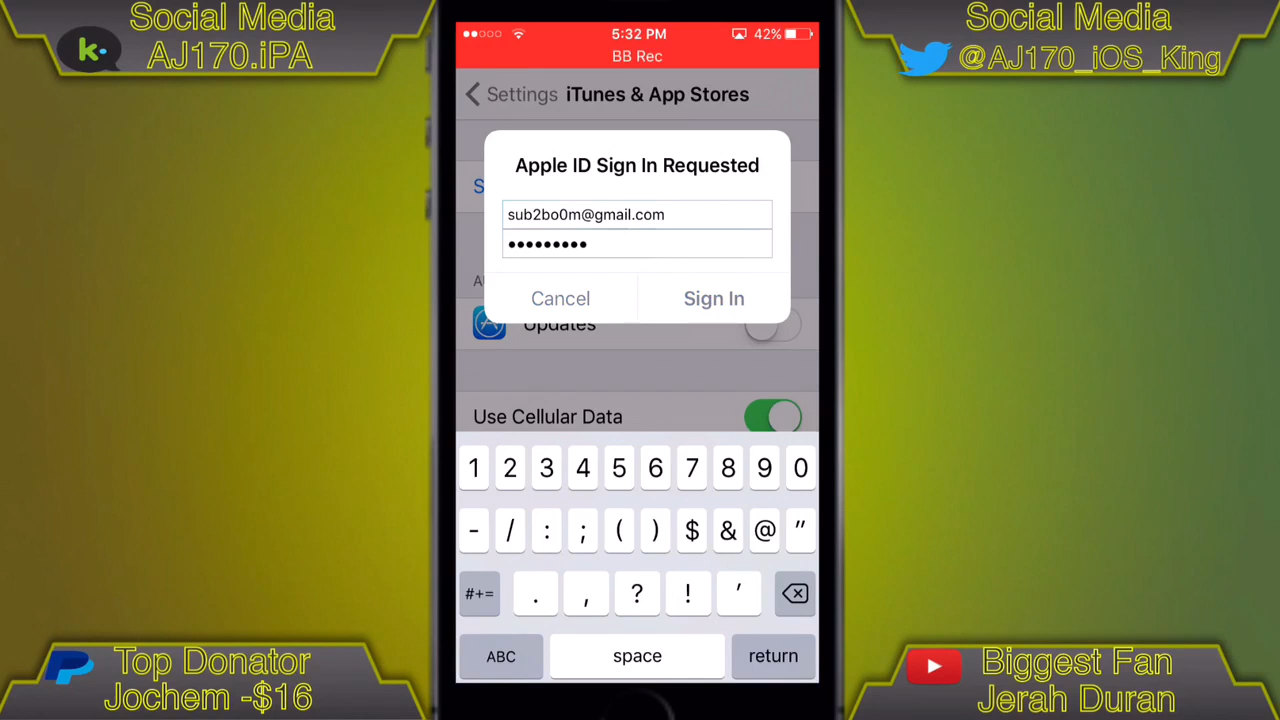 Social Media
AJ170.iPA
k.
5:32 PM
42%
BB Rec
Settings
iTunes & App Stores
Apple ID Sign In Requested
sub2bo0m@gmail.com
•••••••••
Cancel
Sign In
Updates
Use Cellular Data
1 2 3 4 5 6 7 8 9 0
- / : ; ( ) $ & @ "
#+= . , ? ! '
ABC space return
Social Media
@AJ170_iOS_King
Top Donator
Jochem -$16
Biggest Fan
Jerah Duran